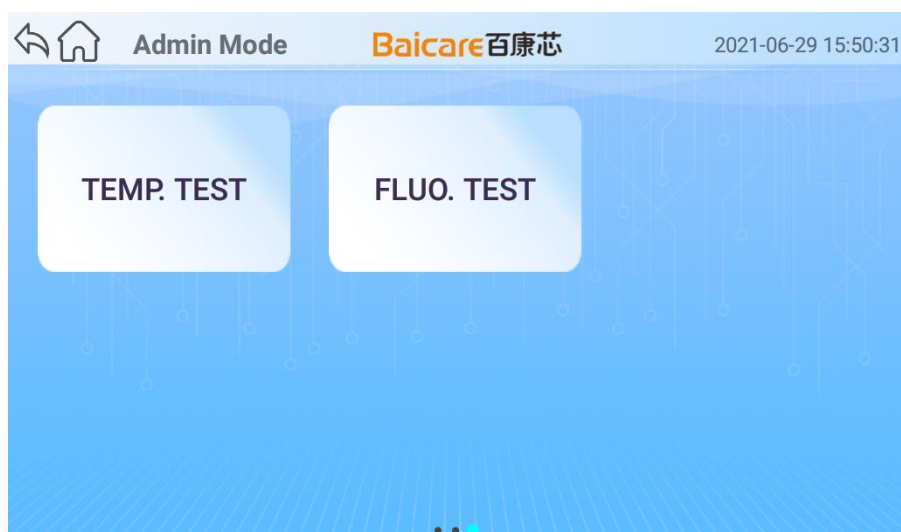 Admin Mode Baicare百康芯 2021-06-29 15:50:31
TEMP. TEST FLUO. TEST